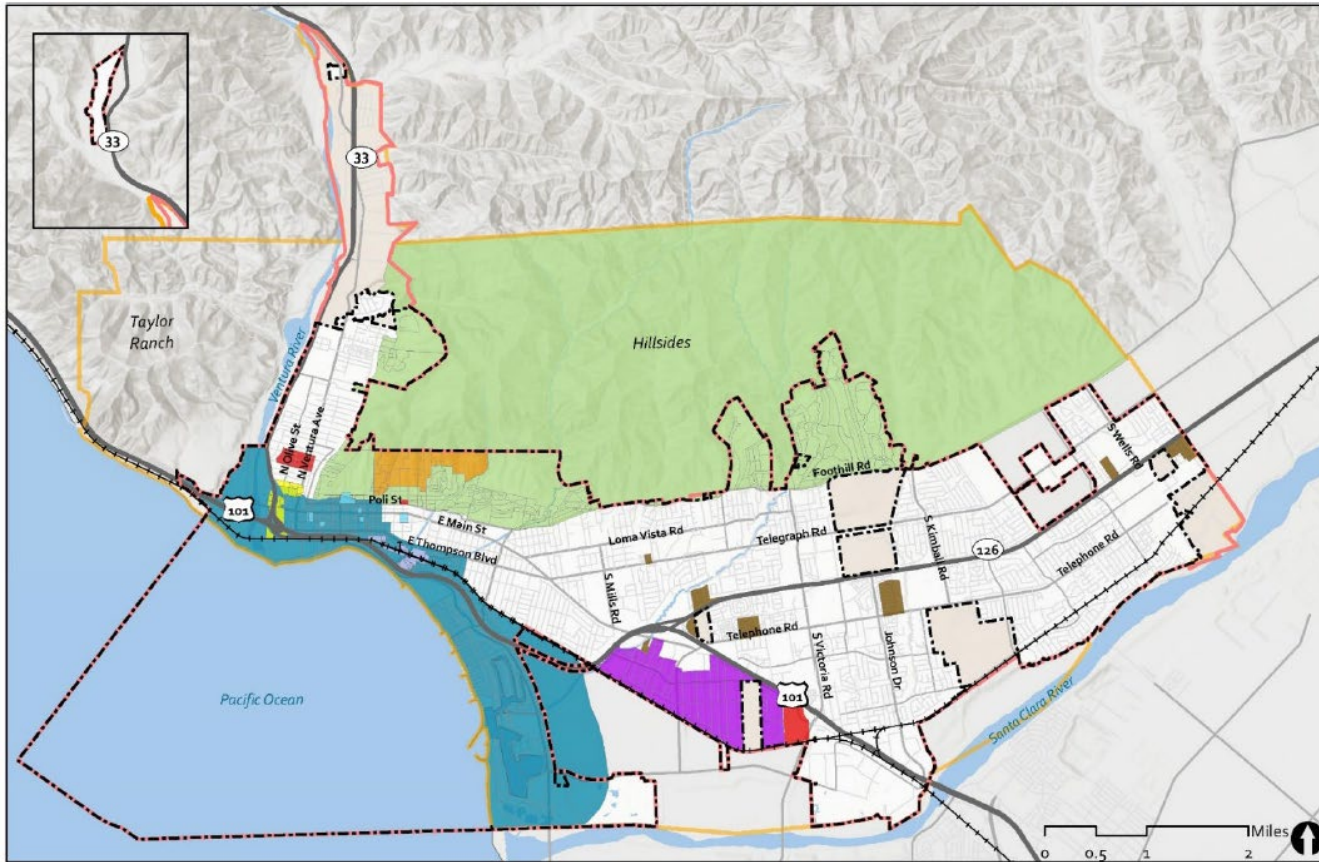 33
33
Taylor
Ranch
Ventura River
Hillsides
N Olive St
N Ventura Ave
S Wells Rd
Foothill Rd
Poli St
101
E Main St
Loma Vista Rd
Telegraph Rd
S Kimball Rd
E Thompson Blvd
126
Telephone Rd
S Mills Rd
Telephone Rd
S Victoria Rd
Johnson Dr
101
Pacific Ocean
Santa Clara River
Miles
0 0.5 1 2